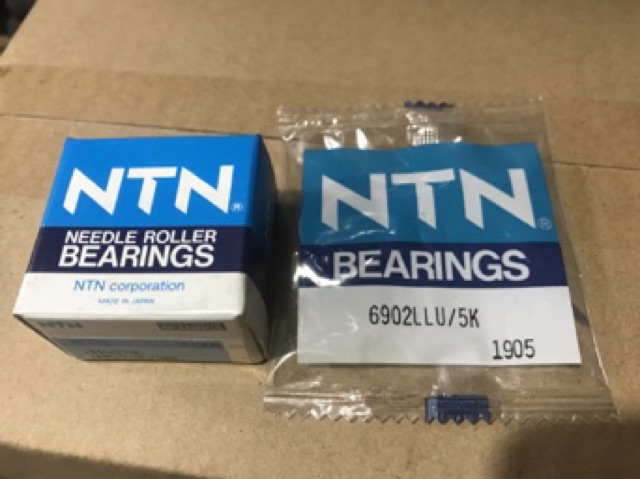 NTN®
NEEDLE ROLLER
BEARINGS
NTN corporation
MADE IN JAPAN
NTN
NTN®
BEARINGS
6902LLU/5K
1905